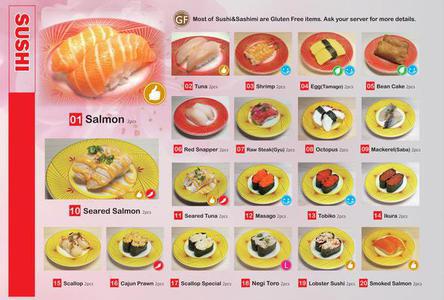 SUSHI
GF Most of Sushi&Sashimi are Gluten Free items. Ask your server for more details.
01 Salmon 2pcs
02 Tuna 2pcs
03 Shrimp 2pcs
04 Egg(Tamago) 2pcs
05 Bean Cake 2pcs
06 Red Snapper 2pcs
07 Raw Steak(Gyu) 2pcs
08 Octopus 2pcs
09 Mackerel(Saba) 2pcs
10 Seared Salmon 2pcs
11 Seared Tuna 2pcs
12 Masago 2pcs
13 Tobiko 2pcs
14 Ikura 2pcs
15 Scallop 2pcs
16 Cajun Prawn 2pcs
17 Scallop Special 2pcs
18 Negi Toro 2pcs
L
19 Lobster Sushi 2pcs
20 Smoked Salmon 2pcs